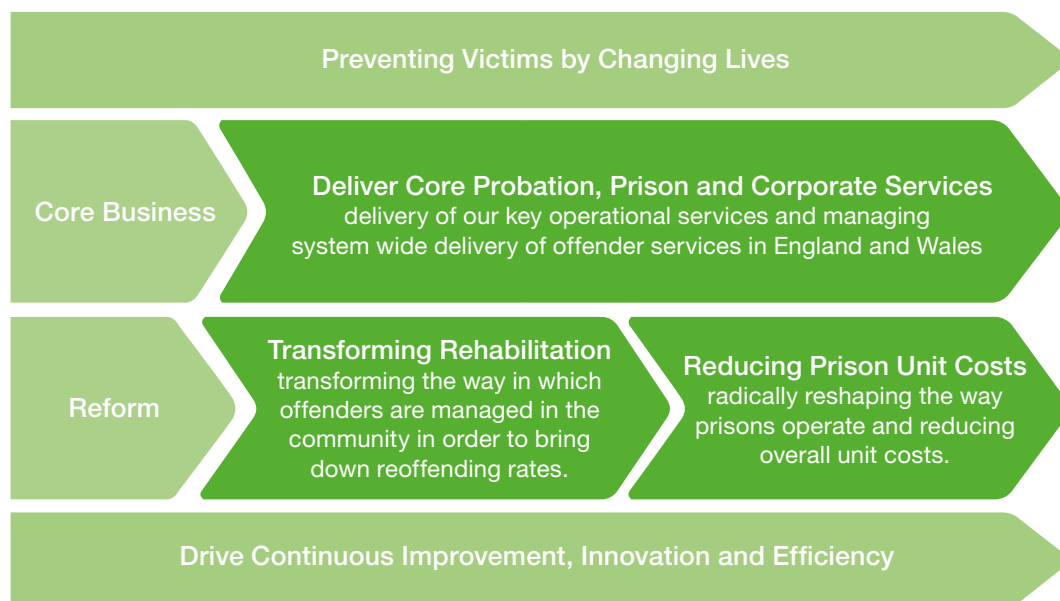 Preventing Victims by Changing Lives
Core Business
Deliver Core Probation, Prison and Corporate Services
delivery of our key operational services and managing
system wide delivery of offender services in England and Wales
Reform
Transforming Rehabilitation
transforming the way in which
offenders are managed in the
community in order to bring
down reoffending rates.
Reducing Prison Unit Costs
radically reshaping the way
prisons operate and reducing
overall unit costs.
Drive Continuous Improvement, Innovation and Efficiency